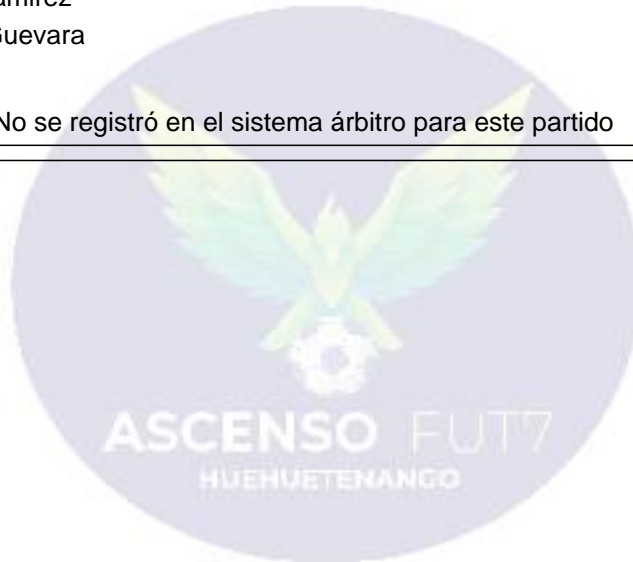 Guevara
No se registró en el sistema árbitro para este partido
ASCENSO FUT7
HUEHUETENANGO